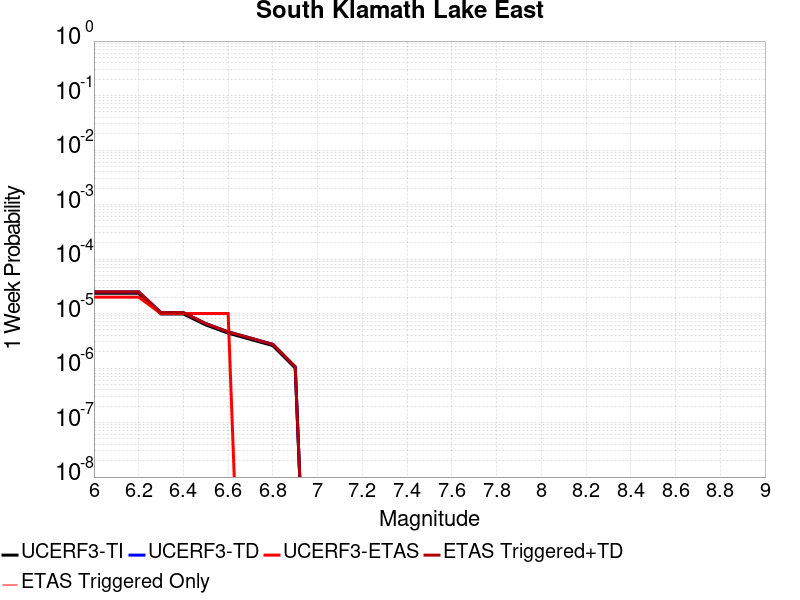 South Klamath Lake East
10^0
10^-1
10^-2
10^-3
10^-4
10^-5
10^-6
10^-7
10^-8
1 Week Probability
6 6.2 6.4 6.6 6.8 7 7.2 7.4 7.6 7.8 8 8.2 8.4 8.6 8.8 9
Magnitude
UCERF3-TI UCERF3-TD UCERF3-ETAS ETAS Triggered+TD
ETAS Triggered Only